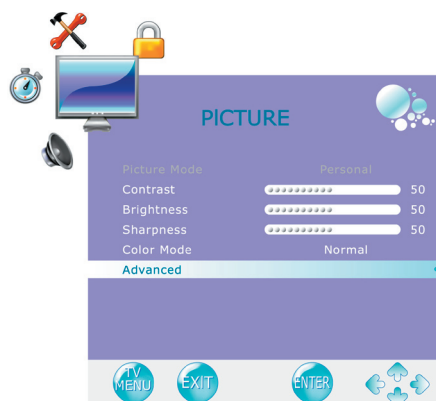 PICTURE
Picture Mode Personal
Contrast 50
Brightness 50
Sharpness 50
Color Mode Normal
Advanced
TV MENU EXIT ENTER